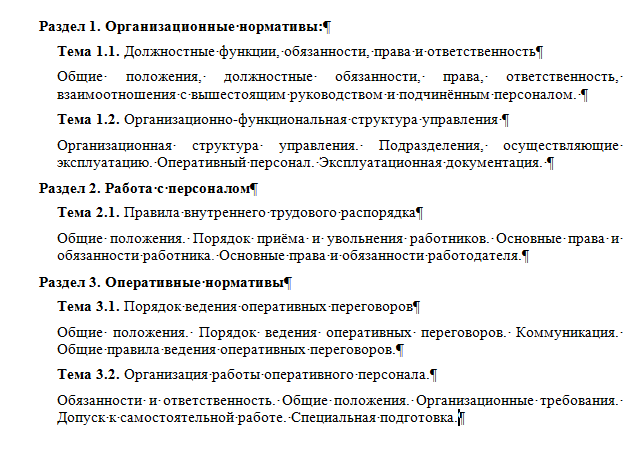 Раздел 1. Организационные нормативы:¶
Тема 1.1. Должностные функции, обязанности, права и ответственность¶
Общие положения, должностные обязанности, права, ответственность,
взаимоотношения с вышестоящим руководством и подчинённым персоналом. ¶
Тема 1.2. Организационно-функциональная структура управления ¶
Организационная структура управления. Подразделения, осуществляющие
эксплуатацию. Оперативный персонал. Эксплуатационная документация. ¶
Раздел 2. Работа с персоналом¶
Тема 2.1. Правила внутреннего трудового распорядка¶
Общие положения. Порядок приёма и увольнения работников. Основные права и
обязанности работника. Основные права и обязанности работодателя.¶
Раздел 3. Оперативные нормативы¶
Тема 3.1. Порядок ведения оперативных переговоров¶
Общие положения. Порядок ведения оперативных переговоров. Коммуникация.
Общие правила ведения оперативных переговоров.¶
Тема 3.2. Организация работы оперативного персонала.¶
Обязанности и ответственность. Общие положения. Организационные требования.
Допуск к самостоятельной работе. Специальная подготовка.¶